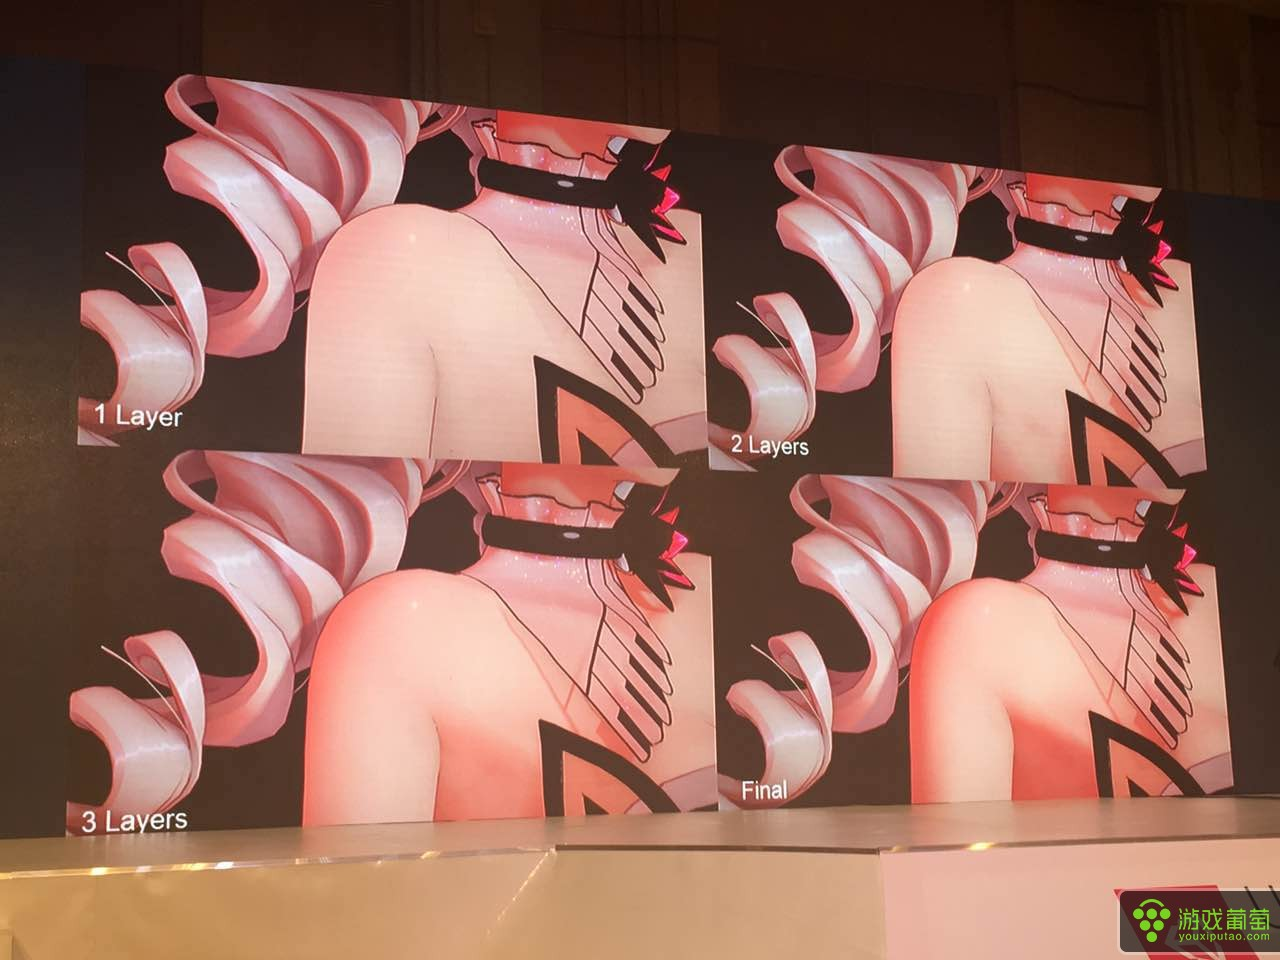 1 Layer
2 Layers
3 Layers
Final
游戏葡萄
youxiputao.com